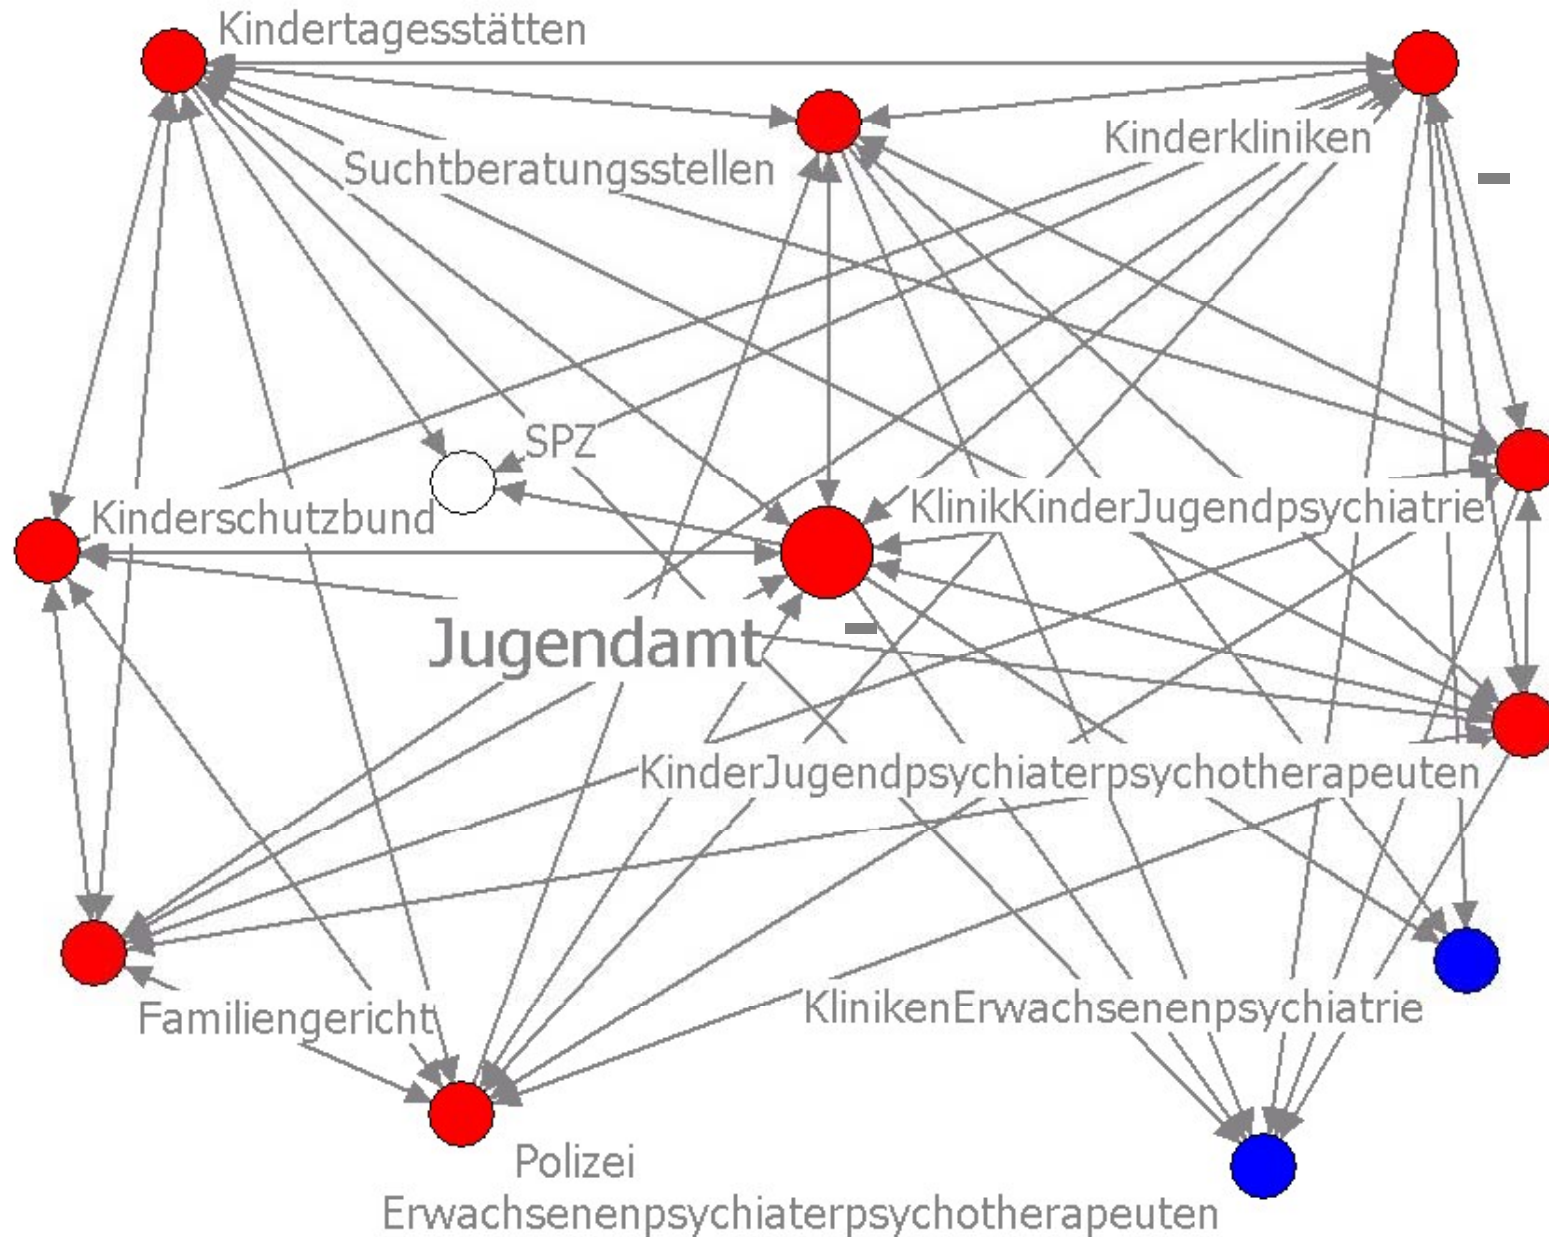 Kindertagesstätten
Kinderkliniken
Suchtberatungsstellen
SPZ
KlinikKinderJugendpsychiatrie
Kinderschutzbund
Jugendamt
KinderJugendpsychiaterpsychotherapeuten
KlinikenErwachsenenpsychiatrie
Familiengericht
Polizei
Erwachsenenpsychiaterpsychotherapeuten